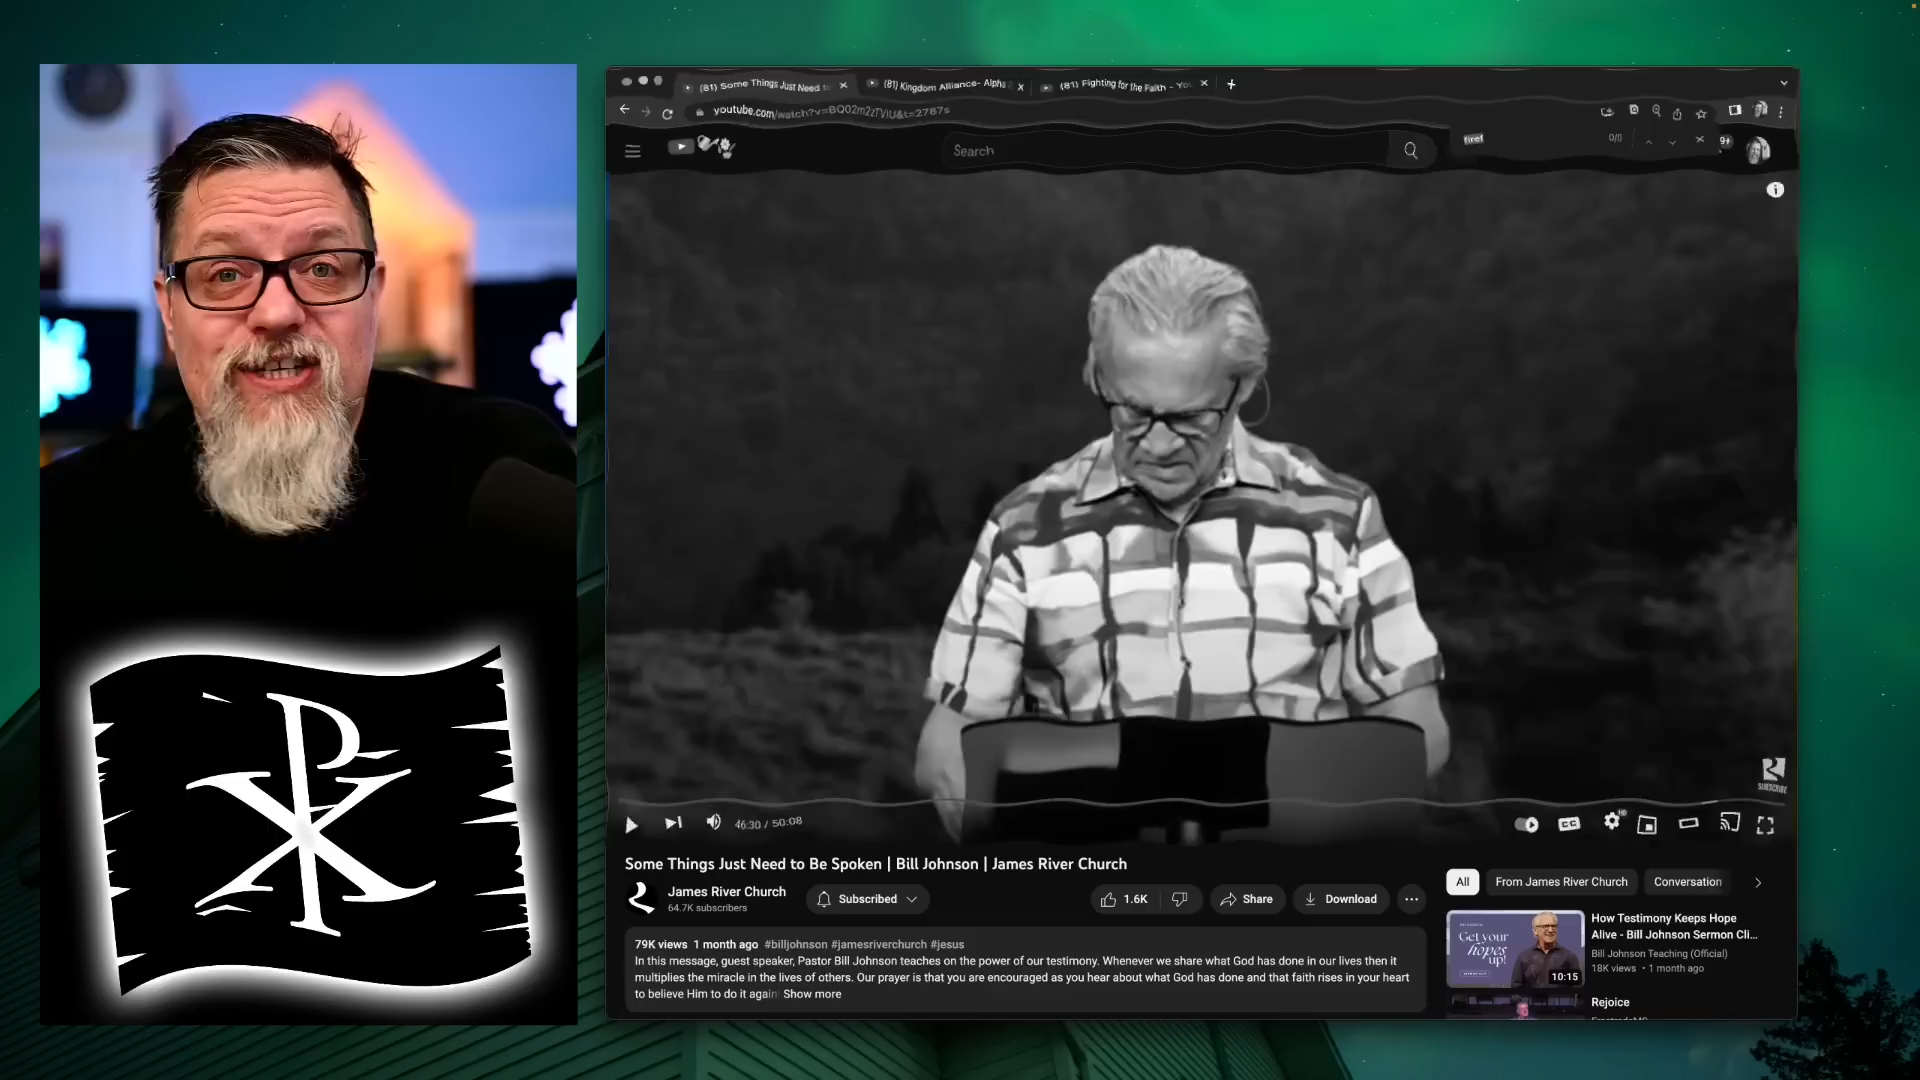 (81) Some Things Just Need to
(81) Kingdom Alliance- Alpha
(81) Fighting for the Faith - You
youtube.com/watch?v=BQ02m2zTVIU&t=2787s
Search
firef
0/0
9+
SUBSCRIBE
46:30 / 50:08
CC
HD
Some Things Just Need to Be Spoken | Bill Johnson | James River Church
James River Church
64.7K subscribers
Subscribed
1.6K
Share
Download
79K views 1 month ago #billjohnson #jamesriverchurch #jesus
In this message, guest speaker, Pastor Bill Johnson teaches on the power of our testimony. Whenever we share what God has done in our lives then it
multiplies the miracle in the lives of others. Our prayer is that you are encouraged as you hear about what God has done and that faith rises in your heart
to believe Him to do it again Show more
All
From James River Church
Conversation
Get your
hopes
up!
10:15
How Testimony Keeps Hope
Alive - Bill Johnson Sermon Cli...
Bill Johnson Teaching (Official)
18K views • 1 month ago
Rejoice